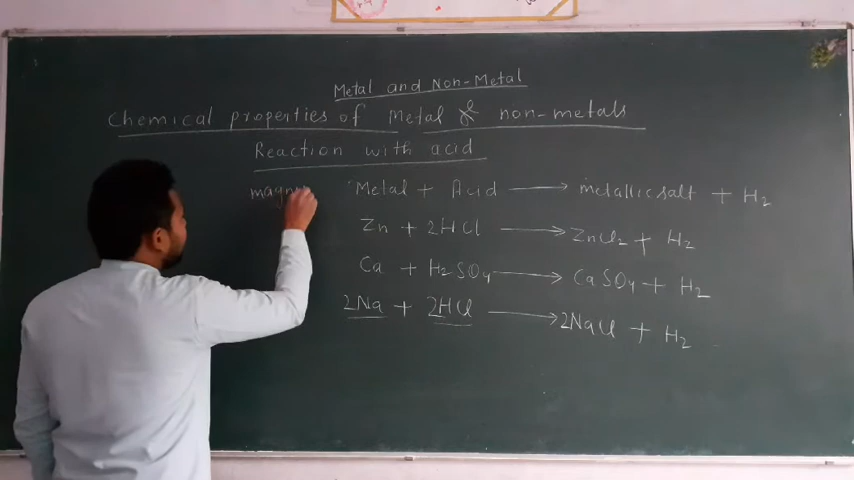 Metal and Non-Metal
Chemical properties of Metal & non-metals
Reaction with acid
Metal + Acid ⟶ metallic salt + H₂
Zn + 2HCl ⟶ ZnCl₂ + H₂
Ca + H₂SO₄ ⟶ CaSO₄ + H₂
2Na + 2HCl ⟶ 2NaCl + H₂